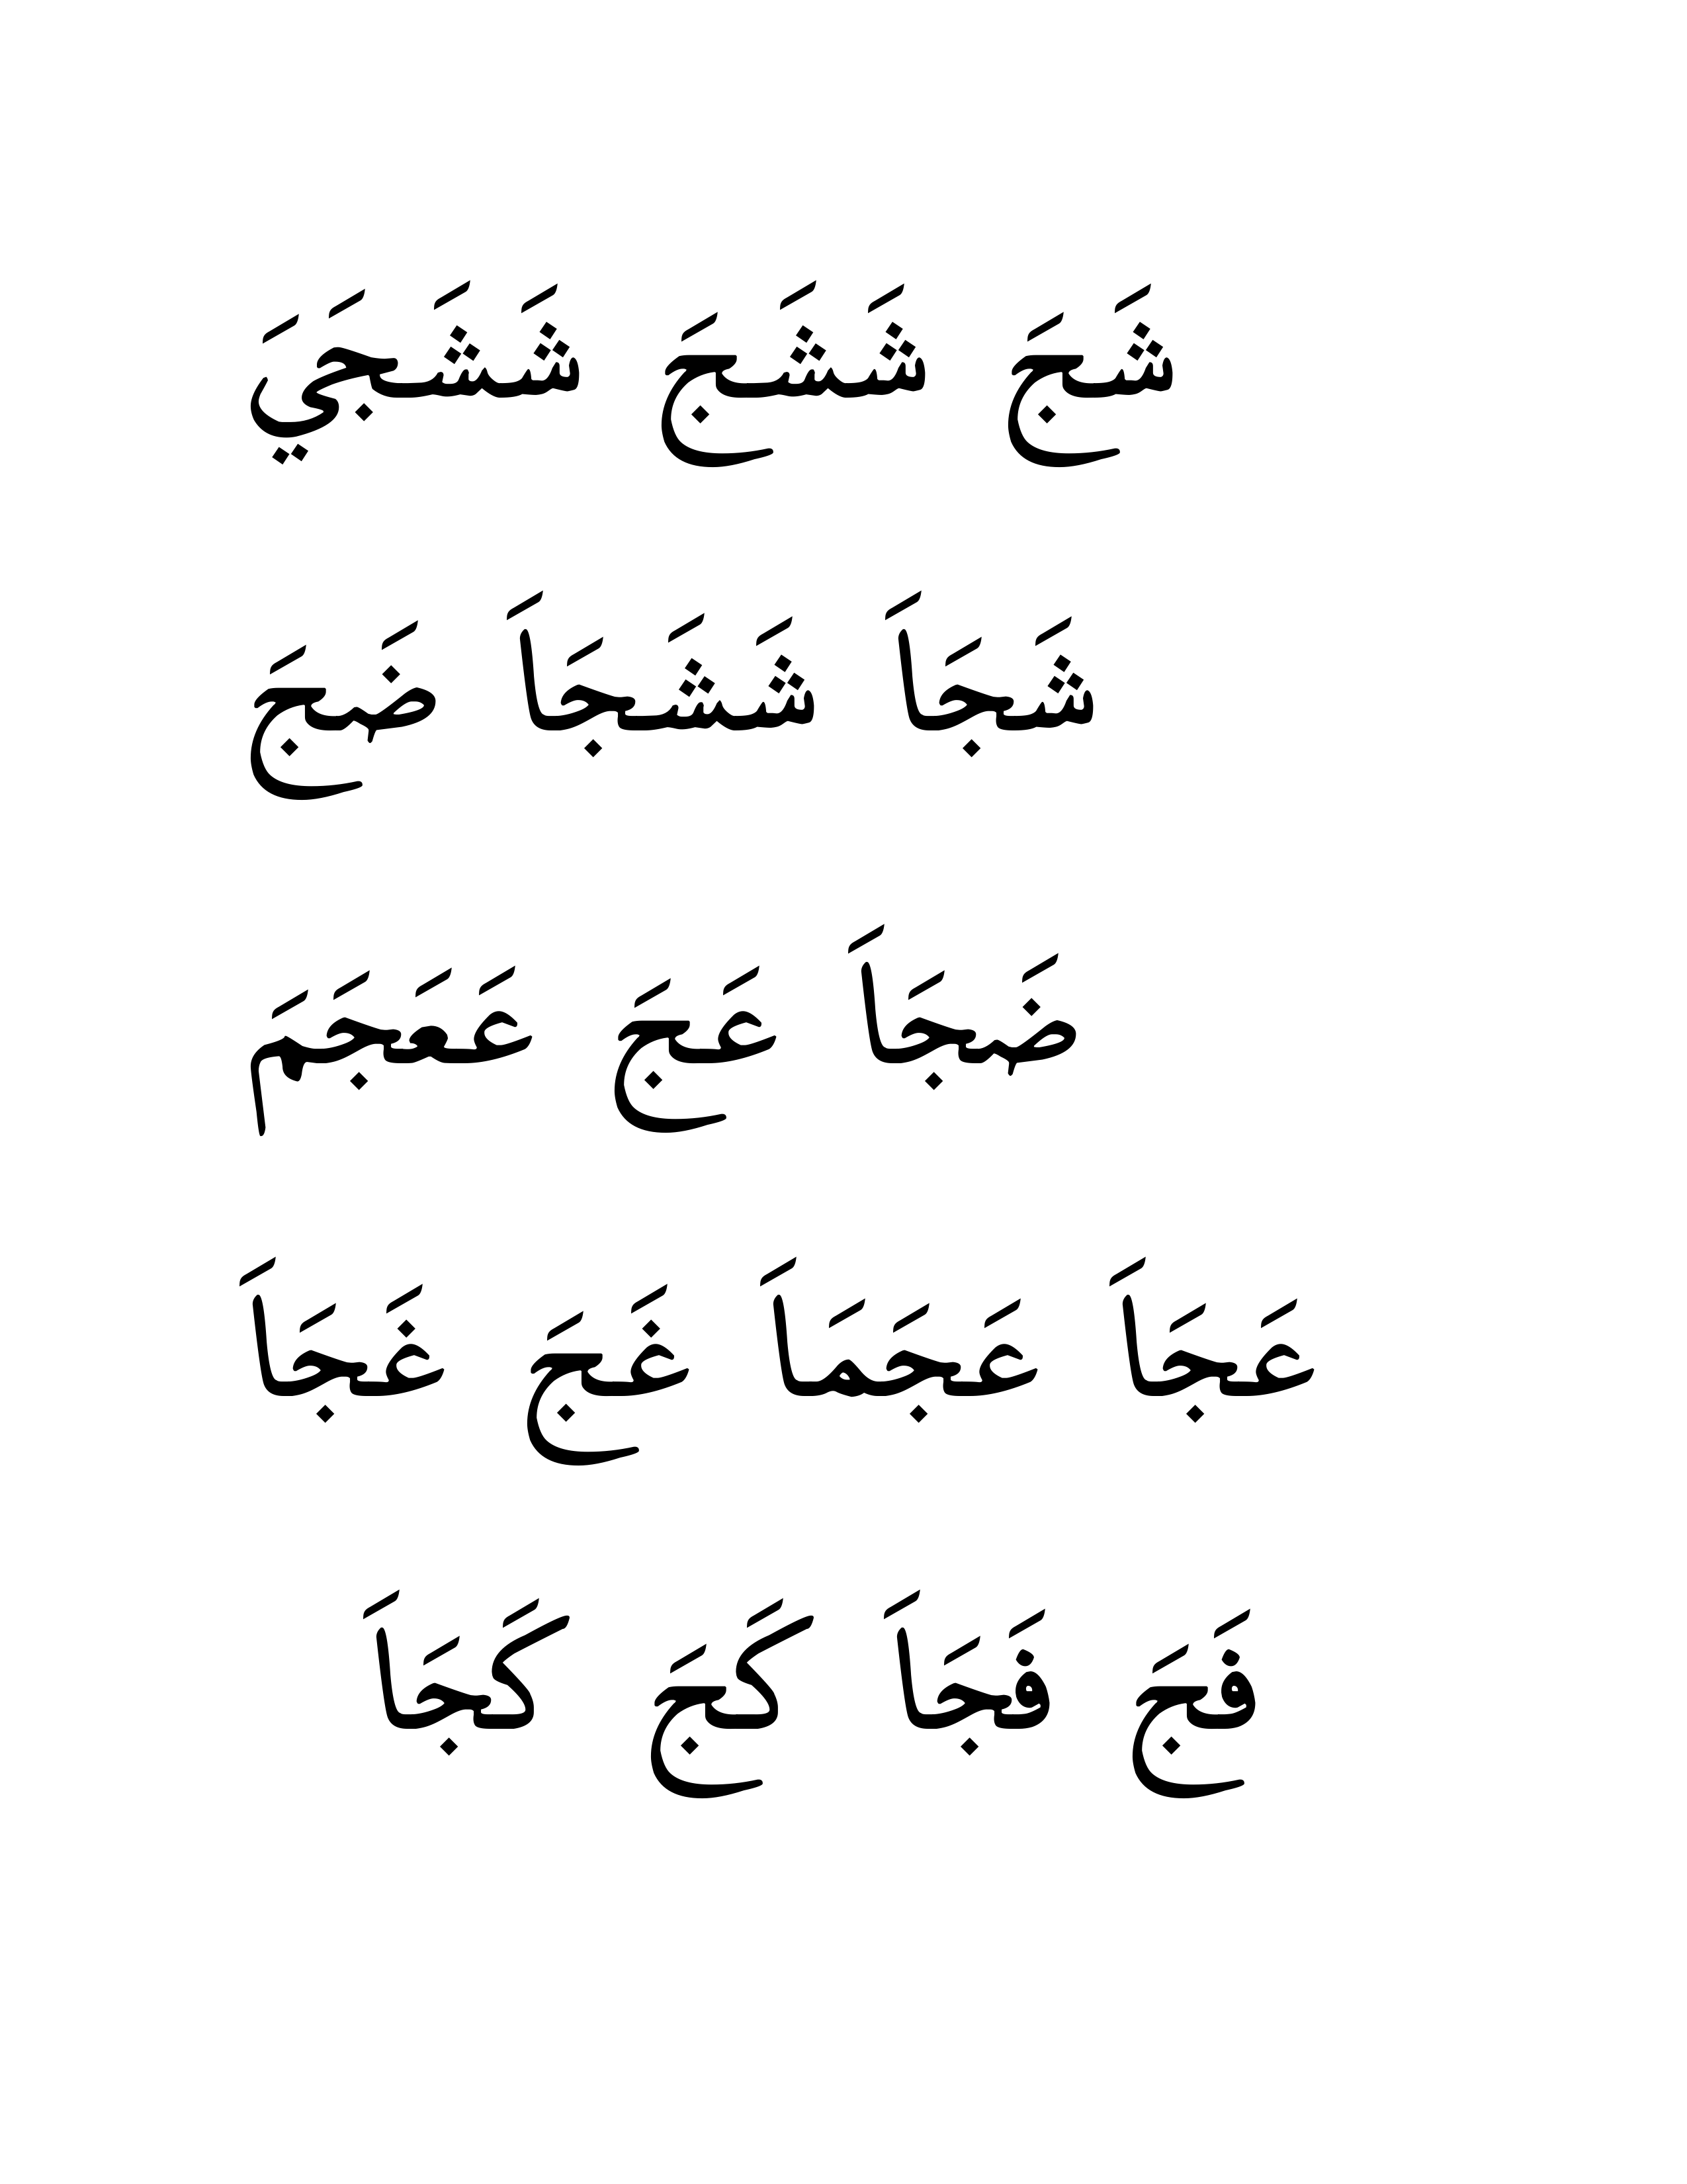 شَجَ شَشَجَ شَشَجَيَ
شَجَاَ شَشَجَاَ ضَجَ
ضَجَاَ عَجَ عَعَجَمَ
عَجَاَ عَجَمَاَ غَجَ غَجَاَ
فَجَ فَجَاَ كَجَ كَجَاَ